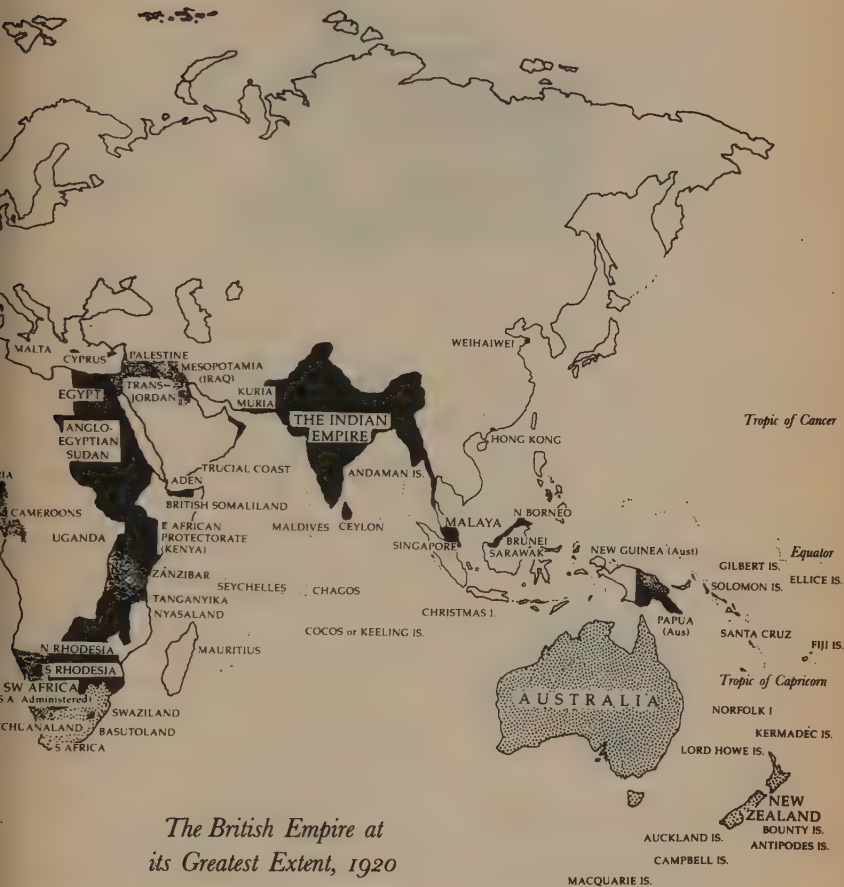 MALTA
CYPRUS
PALESTINE
MESOPOTAMIA
(IRAQ)
TRANS-
JORDAN
EGYPT
KURIA
MURIA
THE INDIAN
EMPIRE
WEIHAIWEI
Tropic of Cancer
ANGLO-
EGYPTIAN
SUDAN
HONG KONG
TRUCIAL COAST
ANDAMAN IS.
ADEN
BRITISH SOMALILAND
CAMEROONS
E AFRICAN
PROTECTORATE
(KENYA)
UGANDA
MALDIVES
CEYLON
MALAYA
N BORNEO
SINGAPORE
BRUNEI
SARAWAK
NEW GUINEA (Aust)
Equator
GILBERT IS.
ELLICE IS.
SOLOMON IS.
ZANZIBAR
SEYCHELLES
CHAGOS
TANGANYIKA
NYASALAND
CHRISTMAS I.
PAPUA
(Aus)
SANTA CRUZ
FIJI IS.
COCOS or KEELING IS.
N RHODESIA
MAURITIUS
S RHODESIA
SW AFRICA
S.A. Administered)
AUSTRALIA
Tropic of Capricorn
SWAZILAND
NORFOLK I
CHUANALAND
BASUTOLAND
S AFRICA
KERMADEC IS.
LORD HOWE IS.
NEW
ZEALAND
BOUNTY IS.
AUCKLAND IS.
ANTIPODES IS.
CAMPBELL IS.
MACQUARIE IS.
The British Empire at
its Greatest Extent, 1920